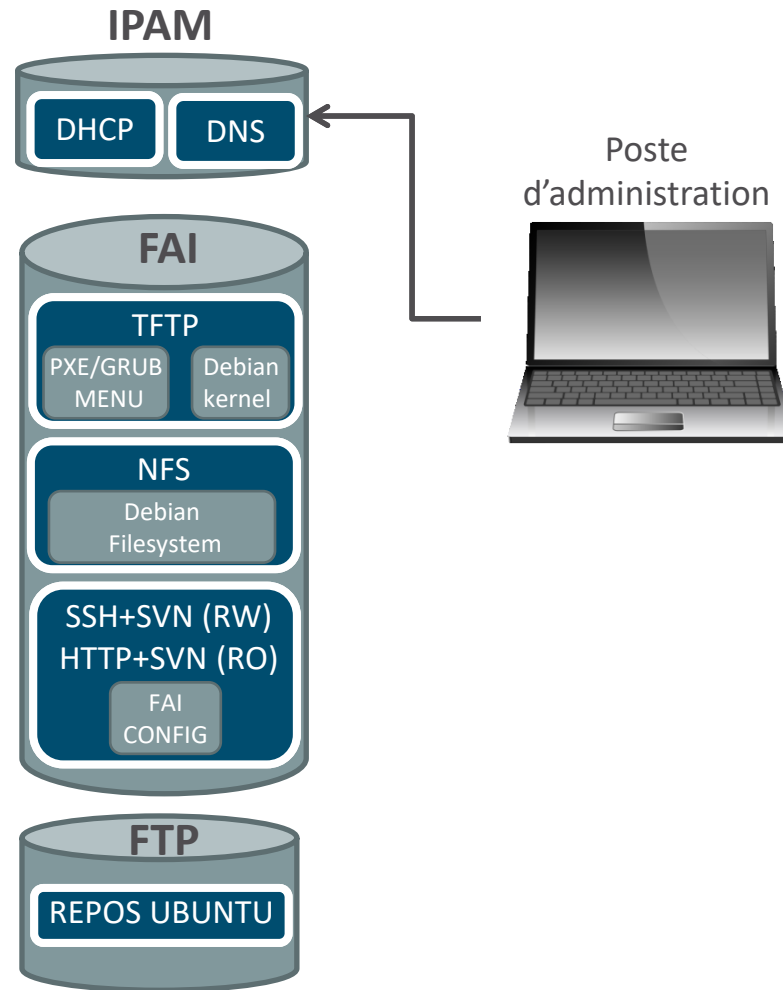 IPAM
DHCP
DNS
Poste
d’administration
FAI
TFTP
PXE/GRUB
MENU
Debian
kernel
NFS
Debian
Filesystem
SSH+SVN (RW)
HTTP+SVN (RO)
FAI
CONFIG
FTP
REPOS UBUNTU